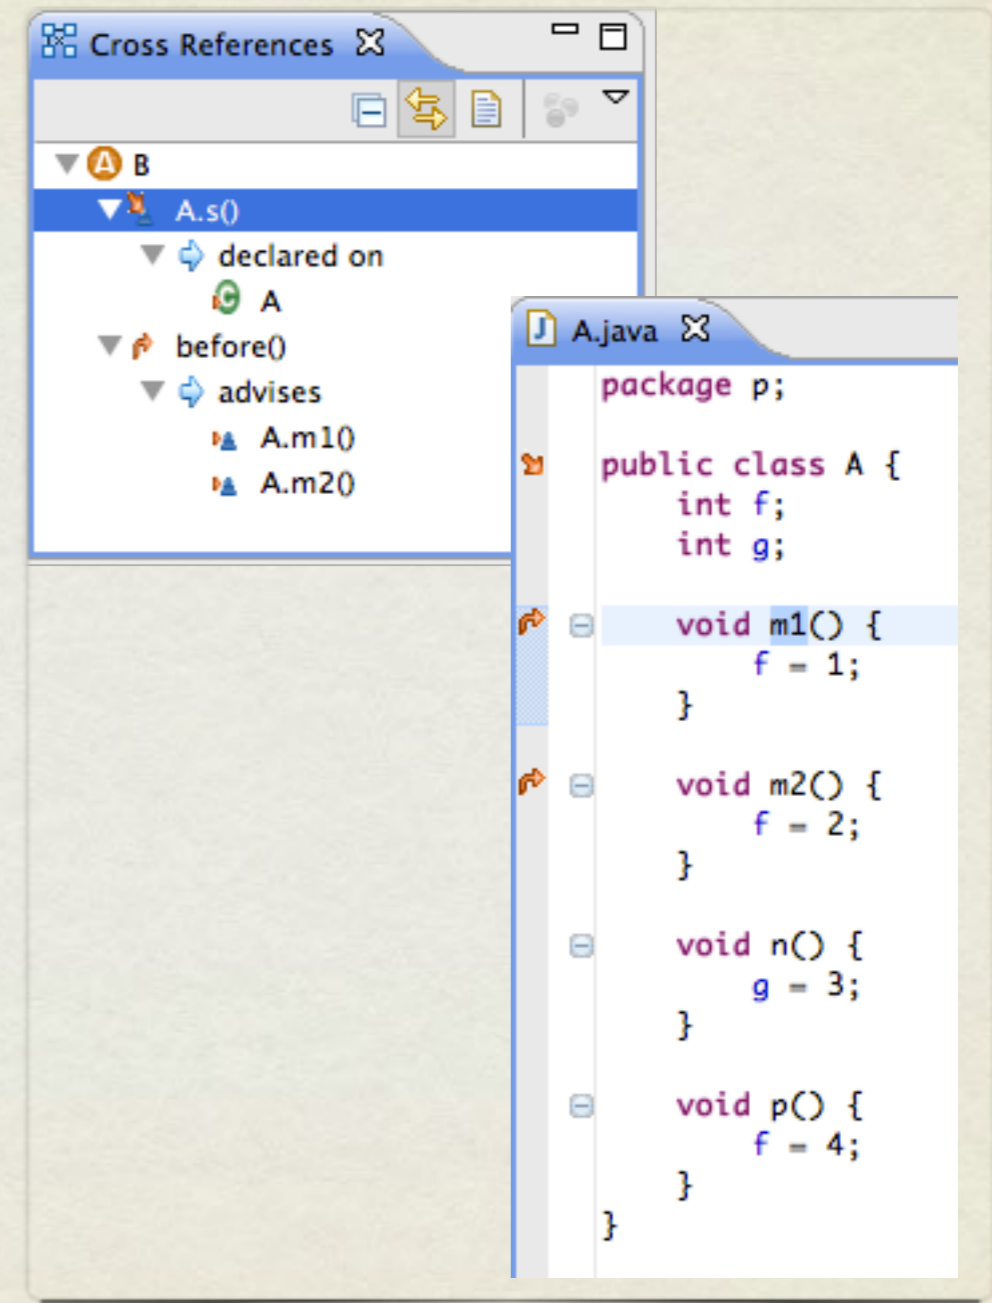 Cross References
B
A.s()
declared on
A
before()
advises
A.m1()
A.m2()
A.java
package p;
public class A {
int f;
int g;
void m1() {
f = 1;
}
void m2() {
f = 2;
}
void n() {
g = 3;
}
void p() {
f = 4;
}
}